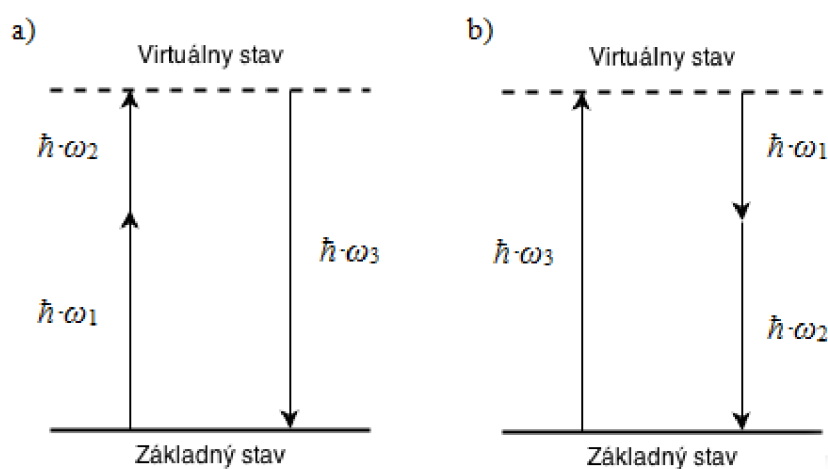 a)
Virtuálny stav
ħ·ω2
ħ·ω3
ħ·ω1
Základný stav
b)
Virtuálny stav
ħ·ω1
ħ·ω3
ħ·ω2
Základný stav